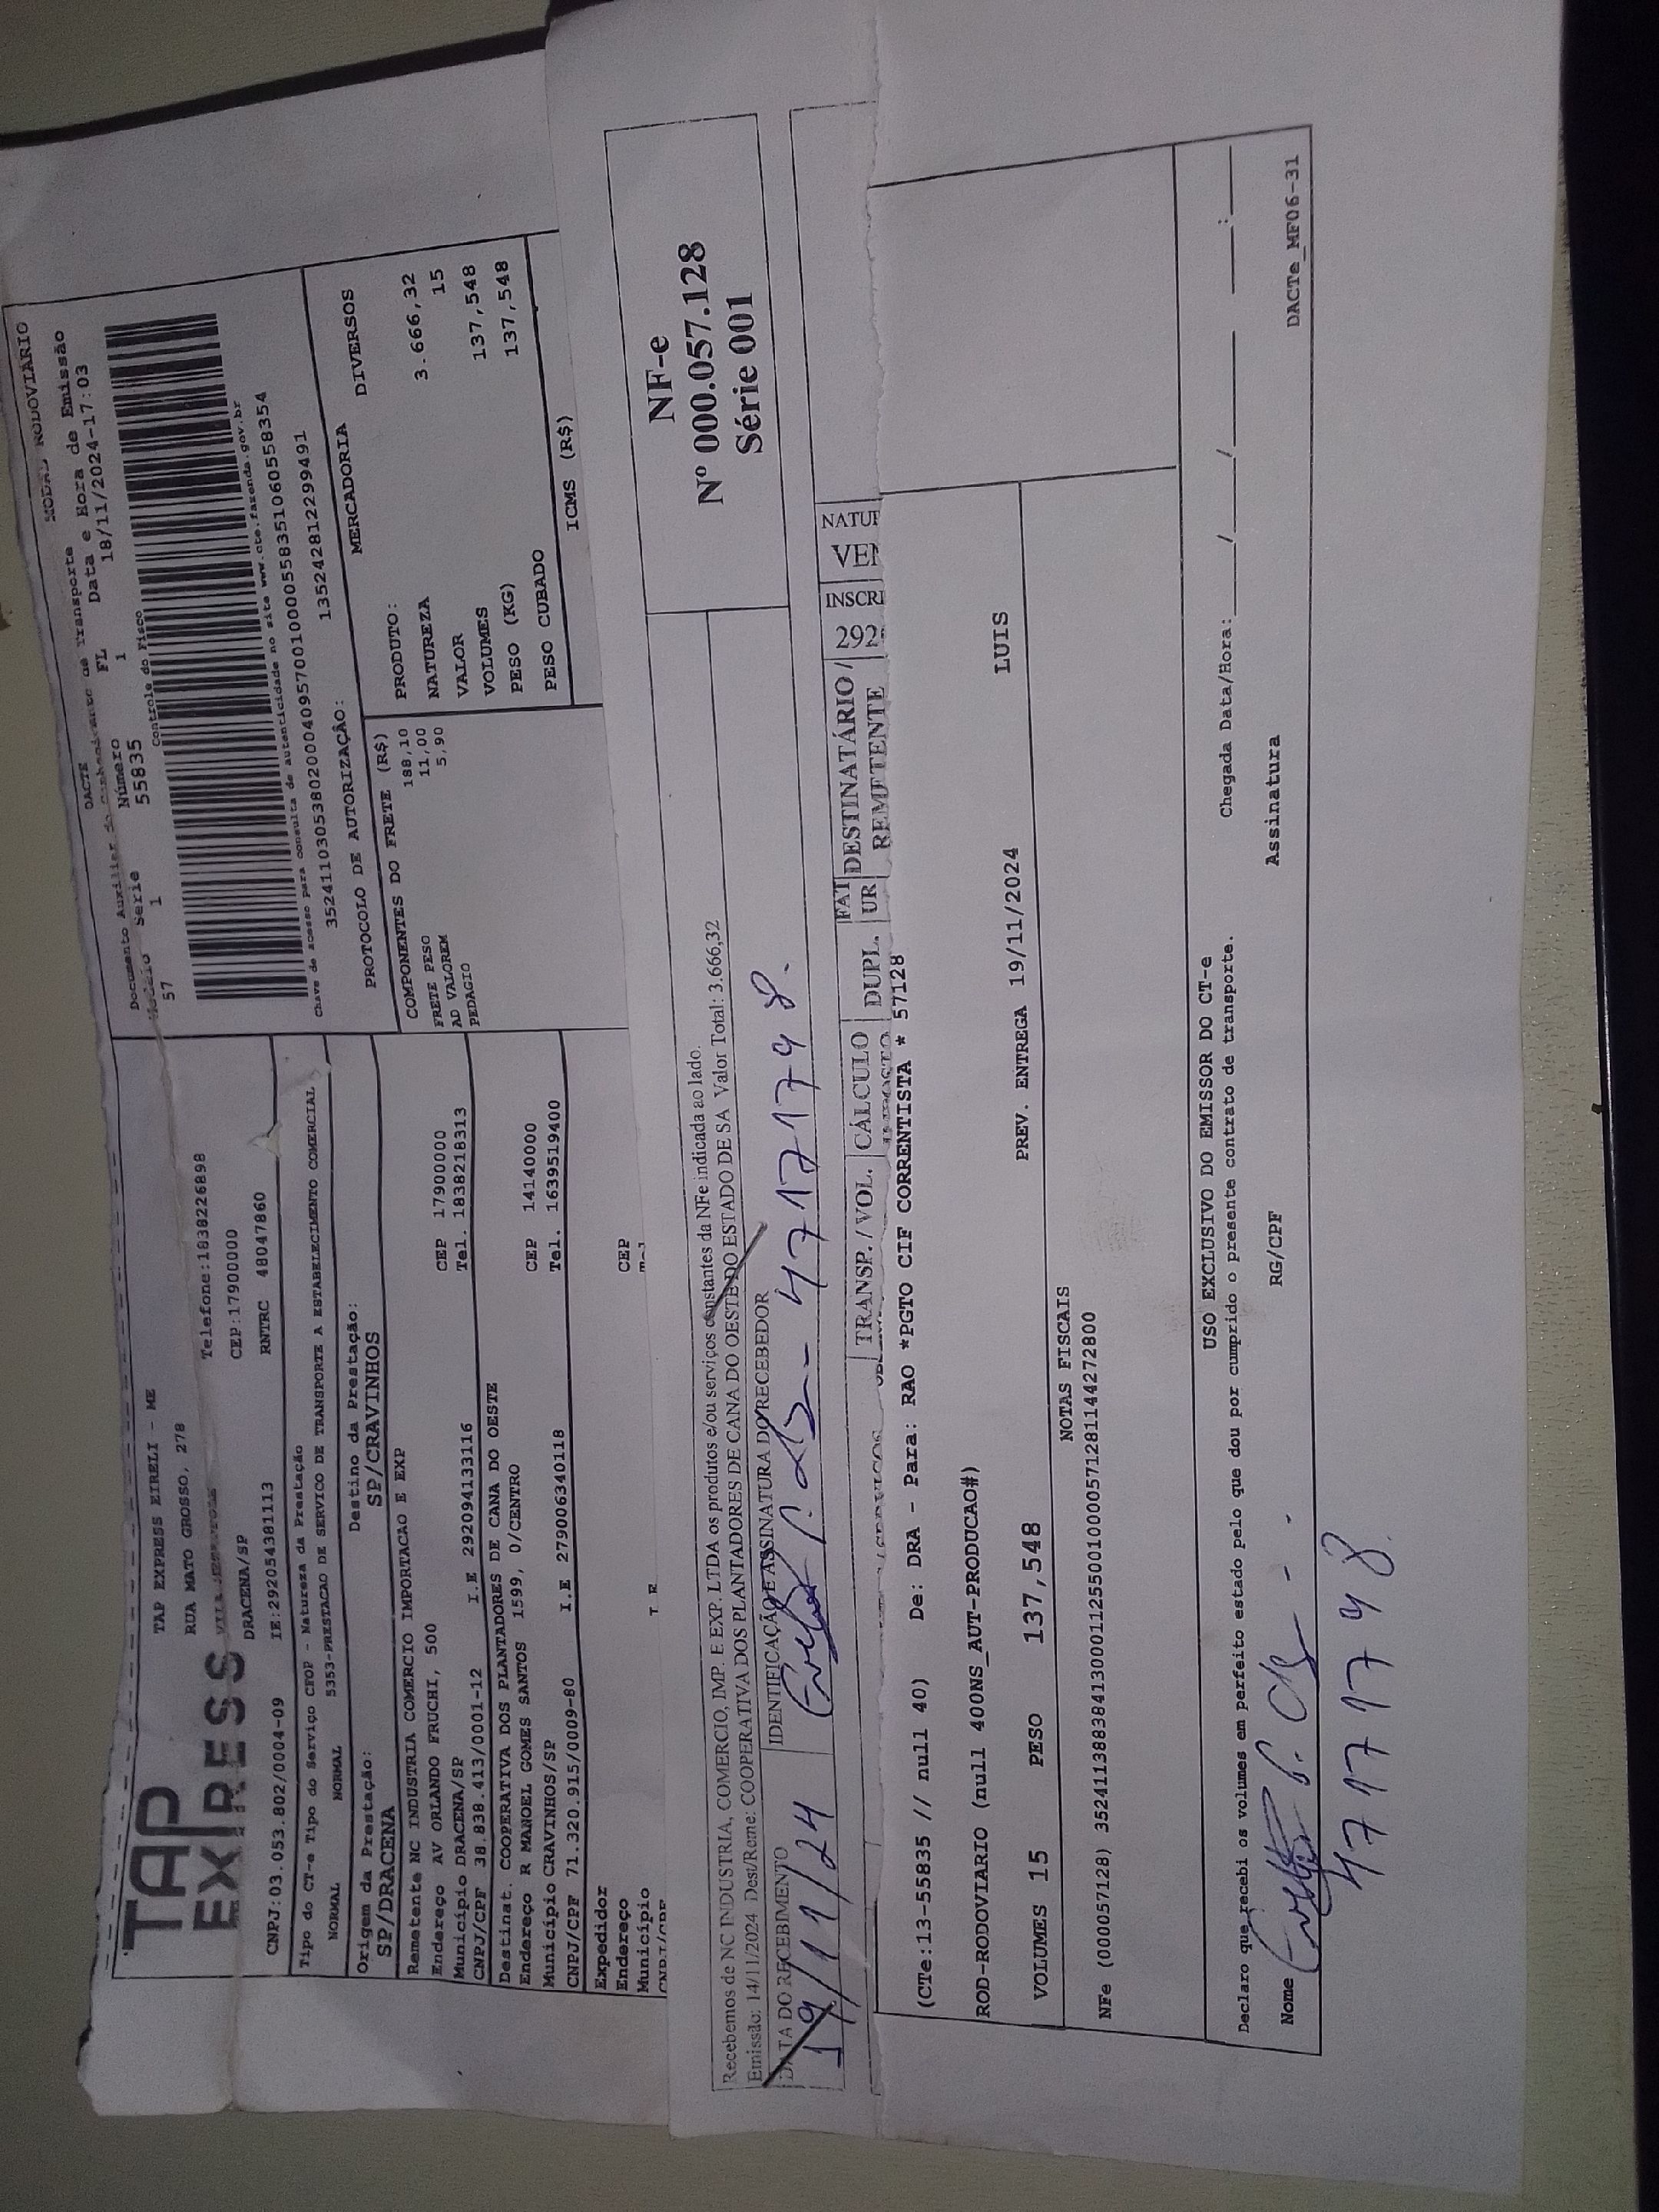 TAP
EXPRESS
TAP EXPRESS EIRELI - ME
RUA MATO GROSSO, 278
Telefone:1838226898
CEP:17900000
DRACENA/SP
CNPJ:03.053.802/0004-09 IE:292054381113 RNTRC 48047860
MODAL RODOVIÁRIO
DACTE
Documento Auxiliar do Conhecimento de Transporte
Modelo Serie Número FL Data e Hora de Emissão
57 1 55835 1 18/11/2024-17:03
Controle do Fisco
Chave de acesso para consulta de autenticidade no site www.cte.fazenda.gov.br
35241103053802000409570010000558351060558354
PROTOCOLO DE AUTORIZAÇÃO: 135242812299491
Tipo do CT-e Tipo do Serviço CFOP - Natureza da Prestação
NORMAL NORMAL 5353-PRESTACAO DE SERVICO DE TRANSPORTE A ESTABELECIMENTO COMERCIAL
Origem da Prestação: Destino da Prestação:
SP/DRACENA SP/CRAVINHOS
Remetente NC INDUSTRIA COMERCIO IMPORTACAO E EXP
Endereço AV ORLANDO FRUCHI, 500
Município DRACENA/SP CEP 17900000
CNPJ/CPF 38.838.413/0001-12 I.E 292094133116 Tel. 1838218313
Destinat. COOPERATIVA DOS PLANTADORES DE CANA DO OESTE
Endereço R MANOEL GOMES SANTOS 1599, 0/CENTRO
Município CRAVINHOS/SP CEP 14140000
CNPJ/CPF 71.320.915/0009-80 I.E 279006340118 Tel. 1639519400
Expedidor
Endereço
Município CEP
CNPJ/CPF
COMPONENTES DO FRETE (R$)
FRETE PESO 188,10
AD VALOREM 11,00
PEDAGIO 5,90
MERCADORIA
PRODUTO: DIVERSOS
NATUREZA
VALOR 3.666,32
VOLUMES 15
PESO (KG) 137,548
PESO CUBADO 137,548
ICMS (R$)
Recebemos de NC INDUSTRIA, COMERCIO, IMP. E EXP. LTDA os produtos e/ou serviços constantes da NFe indicada ao lado.
Emissão: 14/11/2024 Dest/Reme: COOPERATIVA DOS PLANTADORES DE CANA DO OESTE DO ESTADO DE SA Valor Total: 3.666,32
DATA DO RECEBIMENTO IDENTIFICAÇÃO E ASSINATURA DO RECEBEDOR
19/11/24 47171748.
NF-e
Nº 000.057.128
Série 001
TRANSP. / VOL. CÁLCULO DUPL. FAT DESTINATÁRIO / INSCRI NATUR
UR REMETENTE 292 VEN
(CTe:13-55835 // null 40) De: DRA - Para: RAO *PGTO CIF CORRENTISTA * 57128
ROD-RODOVIARIO (null 400NS_AUT-PRODUCAO#)
VOLUMES 15 PESO 137,548 PREV. ENTREGA 19/11/2024 LUIS
NOTAS FISCAIS
NFe (000057128) 35241138838413000112550010000571281144272800
USO EXCLUSIVO DO EMISSOR DO CT-e
Declaro que recebi os volumes em perfeito estado pelo que dou por cumprido o presente contrato de transporte. Chegada Data/Hora:____/____/______ ____:____
Nome RG/CPF Assinatura
47171748.
DACTe_MF06-31